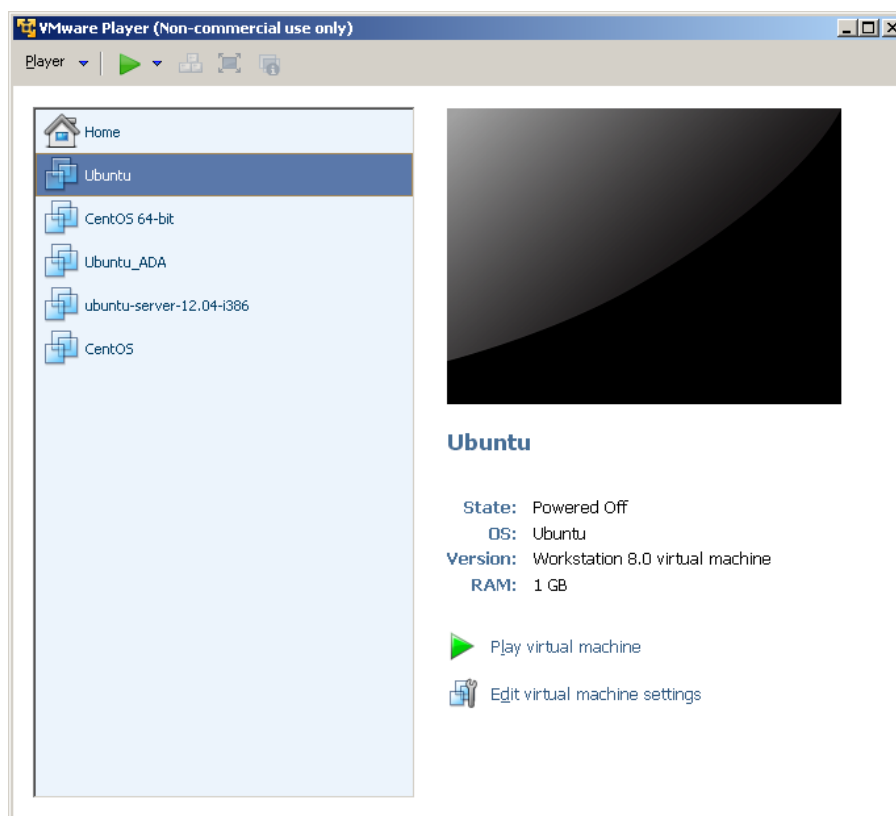 VMware Player (Non-commercial use only)
Player
Home
Ubuntu
CentOS 64-bit
Ubuntu_ADA
ubuntu-server-12.04-i386
CentOS
Ubuntu
State: Powered Off
OS: Ubuntu
Version: Workstation 8.0 virtual machine
RAM: 1 GB
Play virtual machine
Edit virtual machine settings